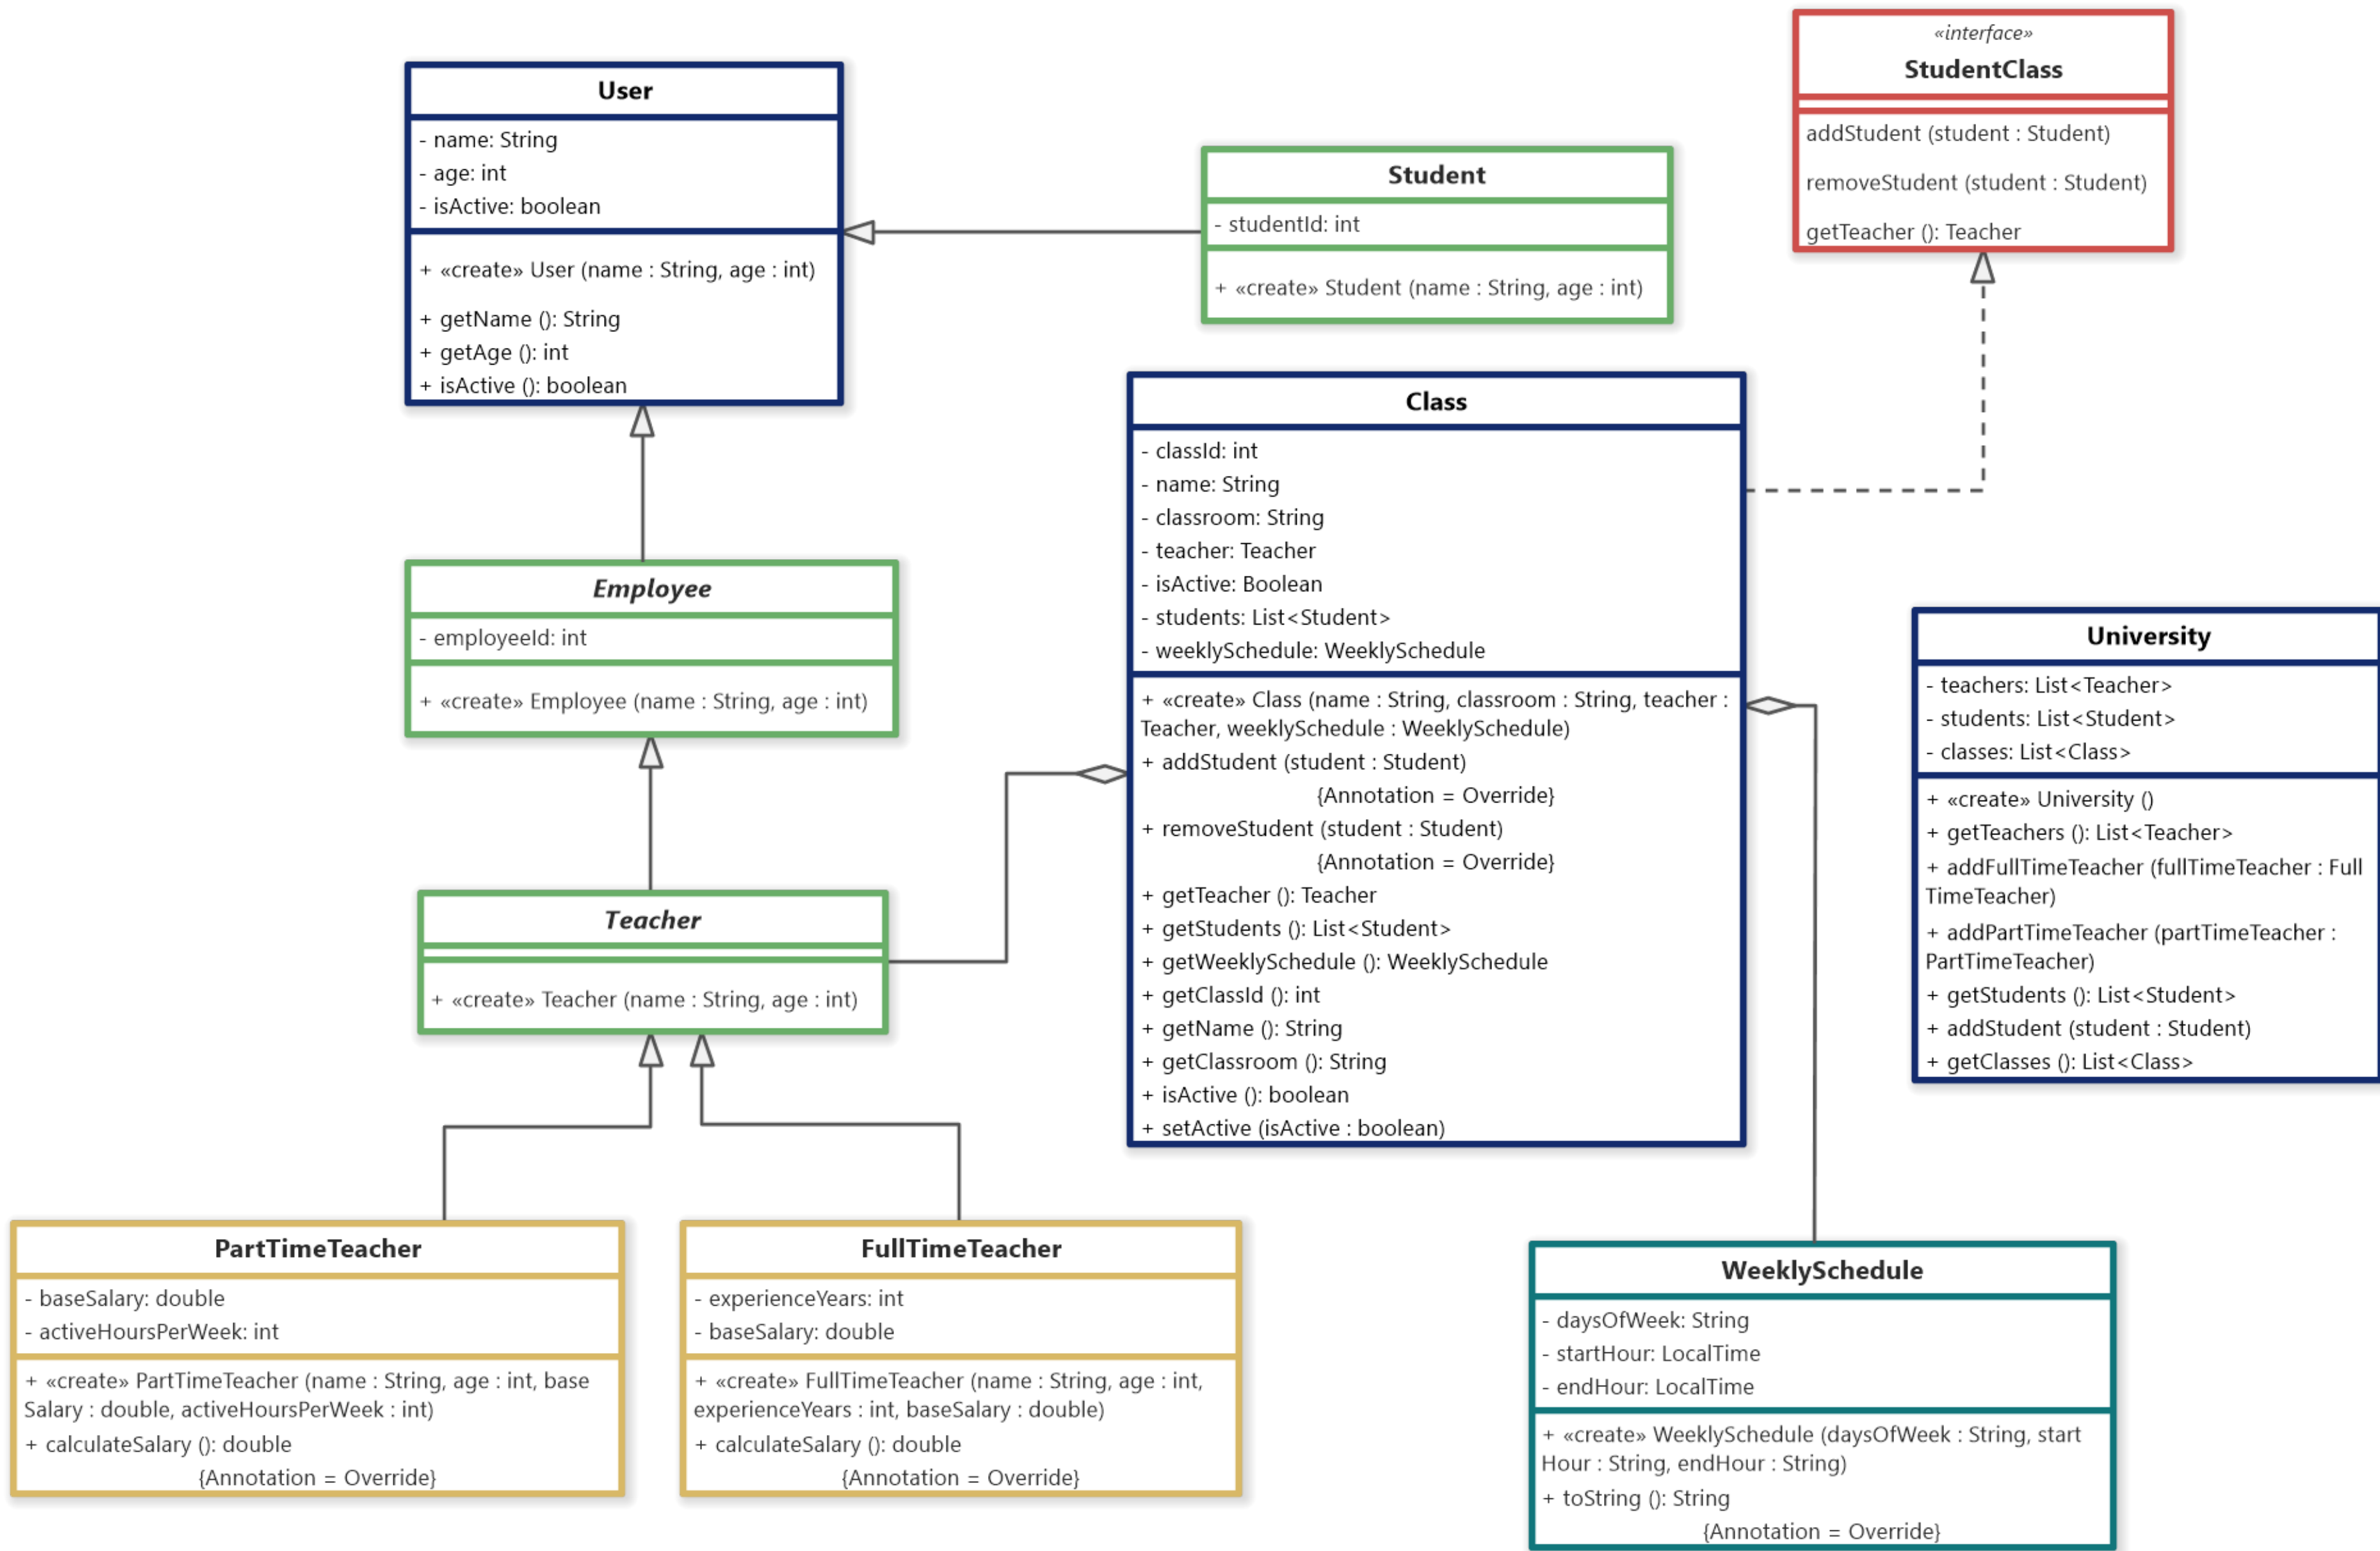 User
- name: String
- age: int
- isActive: boolean
+ «create» User (name : String, age : int)
+ getName (): String
+ getAge (): int
+ isActive (): boolean
Student
- studentId: int
+ «create» Student (name : String, age : int)
«interface»
StudentClass
addStudent (student : Student)
removeStudent (student : Student)
getTeacher (): Teacher
Employee
- employeeId: int
+ «create» Employee (name : String, age : int)
Class
- classId: int
- name: String
- classroom: String
- teacher: Teacher
- isActive: Boolean
- students: List<Student>
- weeklySchedule: WeeklySchedule
+ «create» Class (name : String, classroom : String, teacher :
Teacher, weeklySchedule : WeeklySchedule)
+ addStudent (student : Student)
{Annotation = Override}
+ removeStudent (student : Student)
{Annotation = Override}
+ getTeacher (): Teacher
+ getStudents (): List<Student>
+ getWeeklySchedule (): WeeklySchedule
+ getClassId (): int
+ getName (): String
+ getClassroom (): String
+ isActive (): boolean
+ setActive (isActive : boolean)
University
- teachers: List<Teacher>
- students: List<Student>
- classes: List<Class>
+ «create» University ()
+ getTeachers (): List<Teacher>
+ addFullTimeTeacher (fullTimeTeacher : Full
TimeTeacher)
+ addPartTimeTeacher (partTimeTeacher :
PartTimeTeacher)
+ getStudents (): List<Student>
+ addStudent (student : Student)
+ getClasses (): List<Class>
Teacher
+ «create» Teacher (name : String, age : int)
PartTimeTeacher
- baseSalary: double
- activeHoursPerWeek: int
+ «create» PartTimeTeacher (name : String, age : int, base
Salary : double, activeHoursPerWeek : int)
+ calculateSalary (): double
{Annotation = Override}
FullTimeTeacher
- experienceYears: int
- baseSalary: double
+ «create» FullTimeTeacher (name : String, age : int,
experienceYears : int, baseSalary : double)
+ calculateSalary (): double
{Annotation = Override}
WeeklySchedule
- daysOfWeek: String
- startHour: LocalTime
- endHour: LocalTime
+ «create» WeeklySchedule (daysOfWeek : String, start
Hour : String, endHour : String)
+ toString (): String
{Annotation = Override}